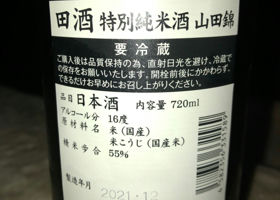 田酒 特別純米酒 山田錦
要冷蔵
ご購入後は品質保持の為、直射日光を避け、冷蔵で
の保存をお願いいたします。開栓前後にかかわらず、
できるだけお早めにお召し上がりください。
品目 日本酒 内容量 720ml
アルコール分 16度
原材料 米(国産)
米こうじ(国産米)
精米歩合 55%
製造年月
2021.12